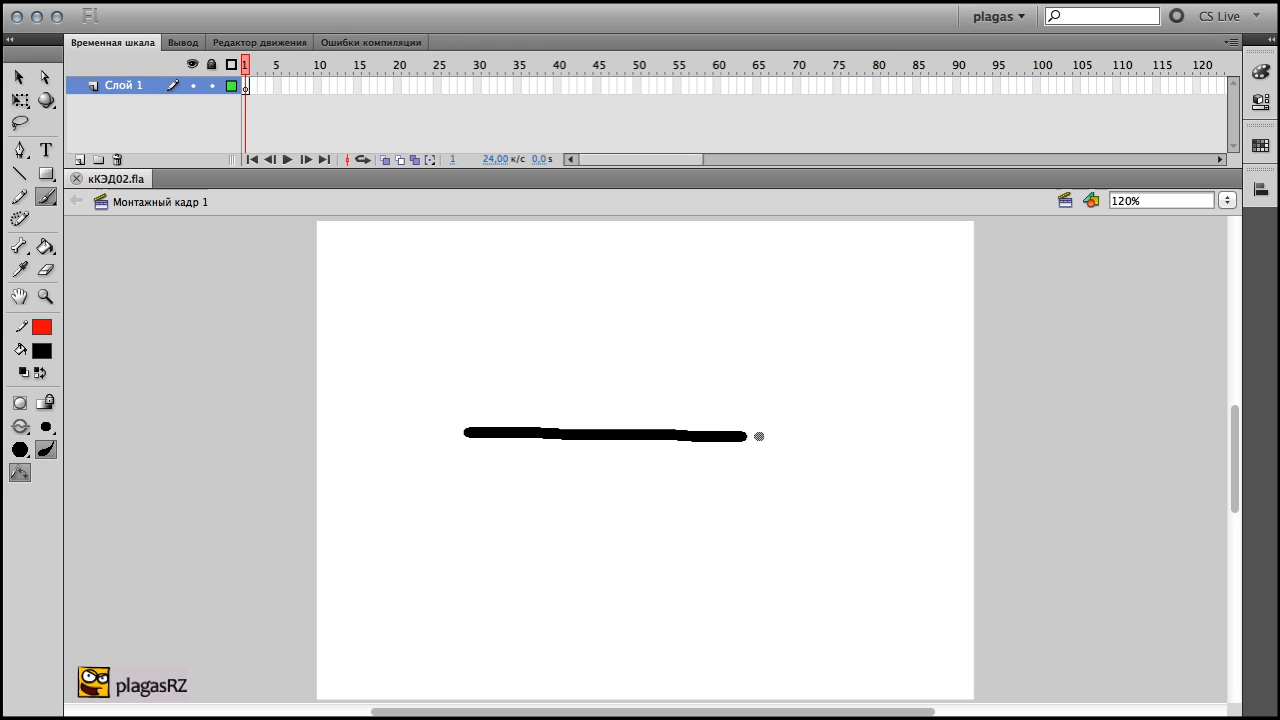 Fl
plagas
CS Live
Временная шкала Вывод Редактор движения Ошибки компиляции
1 5 10 15 20 25 30 35 40 45 50 55 60 65 70 75 80 85 90 95 100 105 110 115 120
Слой 1
1 24,00 к/с 0,0 s
кКЭД02.fla
Монтажный кадр 1
120%
T
plagasRZ